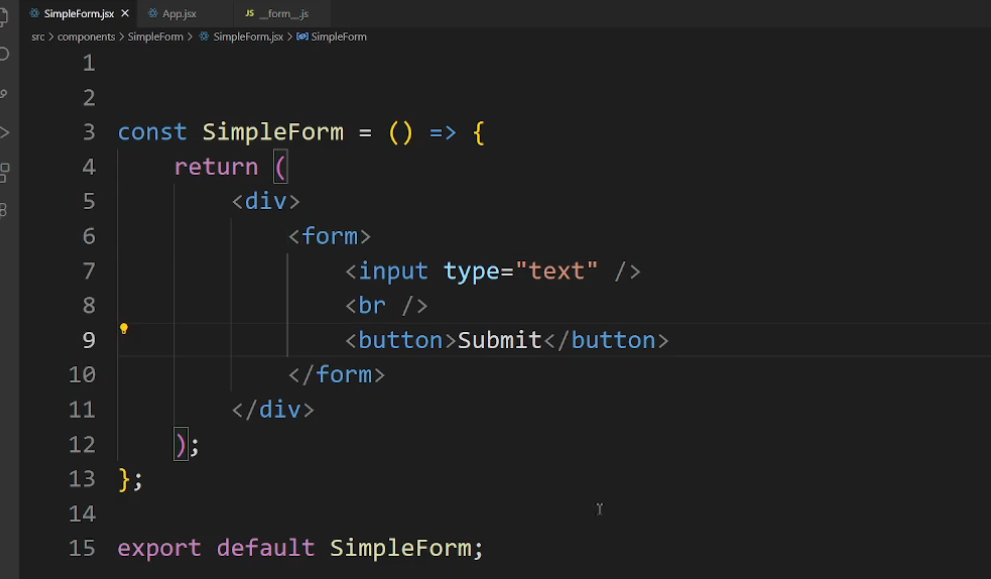 SimpleForm.jsx × App.jsx JS __form__.js
src > components > SimpleForm > SimpleForm.jsx > SimpleForm
1
2
3 const SimpleForm = () => {
4 return (
5 <div>
6 <form>
7 <input type="text" />
8 <br />
9 <button>Submit</button>
10 </form>
11 </div>
12 );
13 };
14
15 export default SimpleForm;